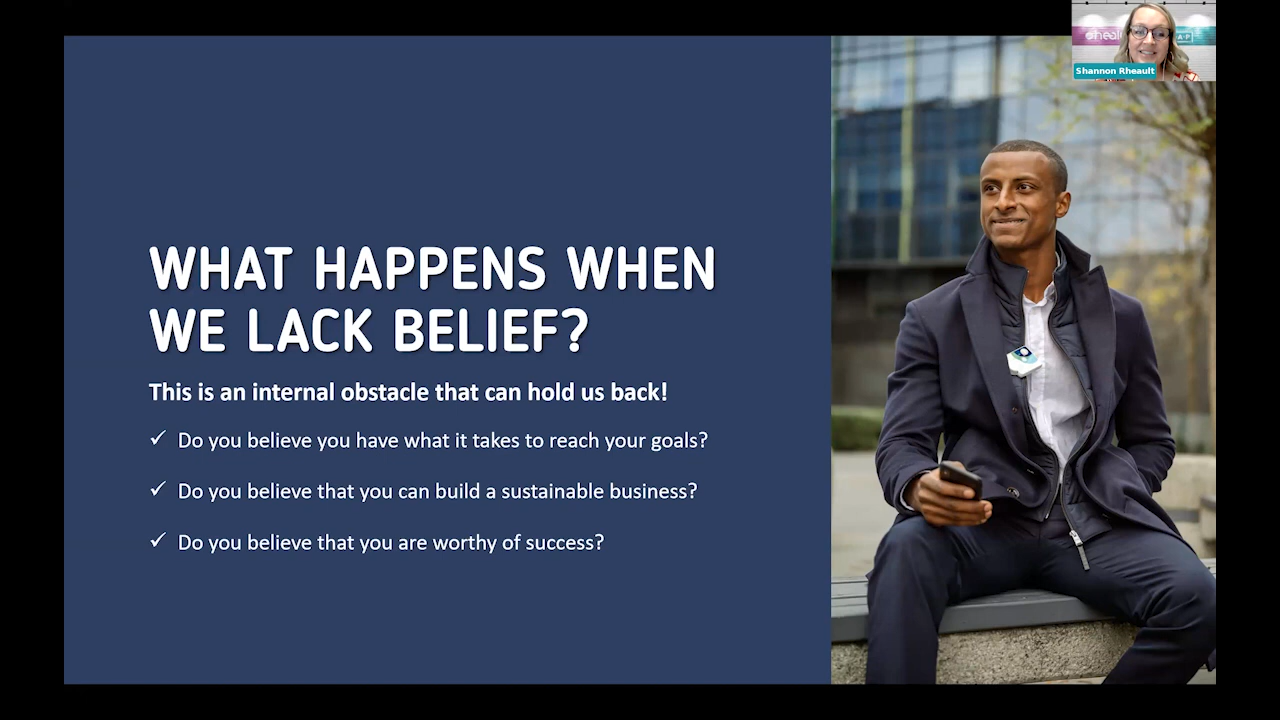 Shannon Rheault
WHAT HAPPENS WHEN
WE LACK BELIEF?
This is an internal obstacle that can hold us back!
✓ Do you believe you have what it takes to reach your goals?
✓ Do you believe that you can build a sustainable business?
✓ Do you believe that you are worthy of success?